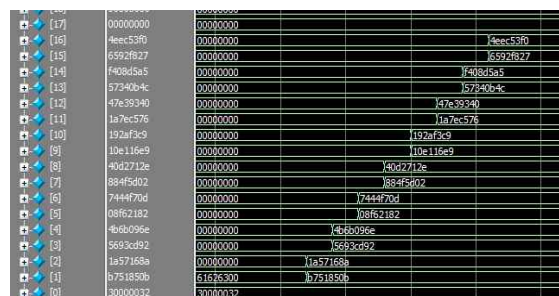 [17] 00000000 00000000
[16] 4eec53f0 00000000 4eec53f0
[15] 6592f827 00000000 6592f827
[14] f408d5a5 00000000 f408d5a5
[13] 57340b4c 00000000 57340b4c
[12] 47e39340 00000000 47e39340
[11] 1a7ec576 00000000 1a7ec576
[10] 192af3c9 00000000 192af3c9
[9] 10e116e9 00000000 10e116e9
[8] 40d2712e 00000000 40d2712e
[7] 884f5d02 00000000 884f5d02
[6] 7444f70d 00000000 7444f70d
[5] 08f62182 00000000 08f62182
[4] 4b6b096e 00000000 4b6b096e
[3] 5693cd92 00000000 5693cd92
[2] 1a57168a 00000000 1a57168a
[1] b751850b 61626300 b751850b
[0] 30000032 30000032